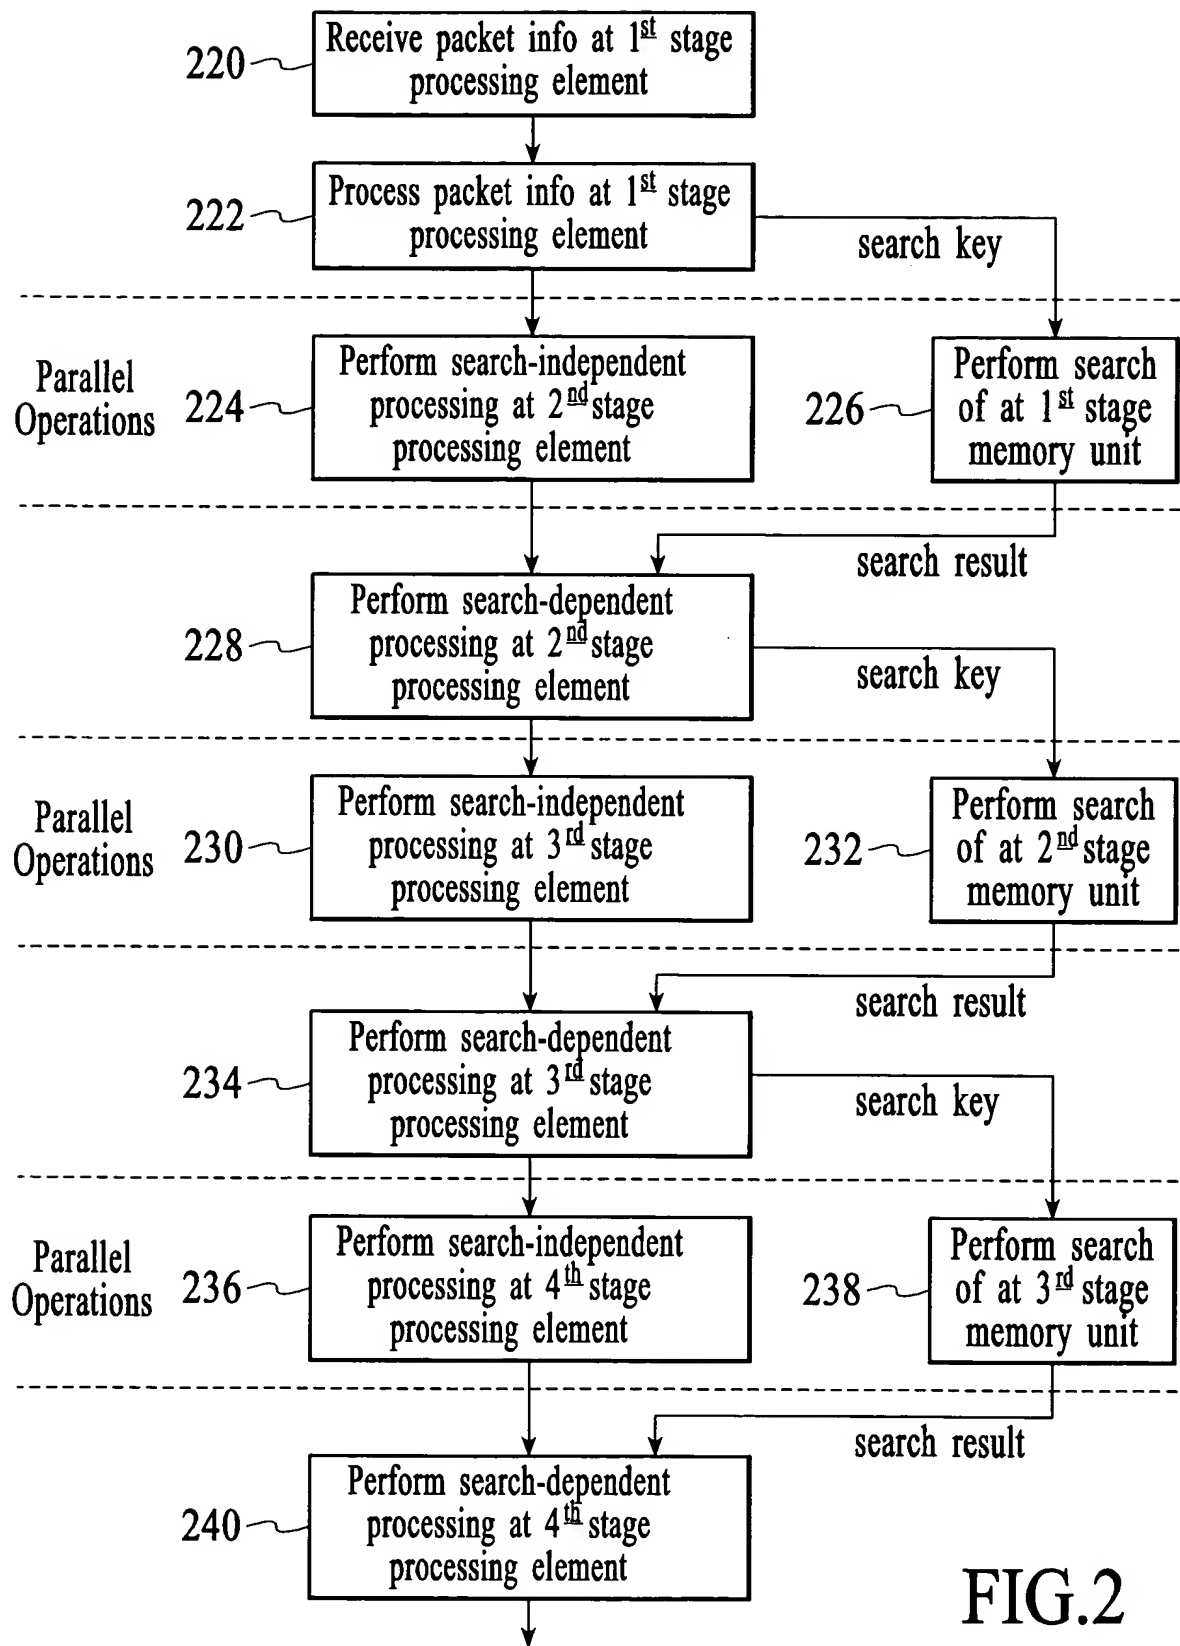 Receive packet info at 1st stage
processing element
220
Process packet info at 1st stage
processing element
222
search key
Parallel
Operations
224
Perform search-independent
processing at 2nd stage
processing element
226
Perform search
of at 1st stage
memory unit
search result
228
Perform search-dependent
processing at 2nd stage
processing element
search key
Parallel
Operations
230
Perform search-independent
processing at 3rd stage
processing element
232
Perform search
of at 2nd stage
memory unit
search result
234
Perform search-dependent
processing at 3rd stage
processing element
search key
Parallel
Operations
236
Perform search-independent
processing at 4th stage
processing element
238
Perform search
of at 3rd stage
memory unit
search result
240
Perform search-dependent
processing at 4th stage
processing element
FIG.2